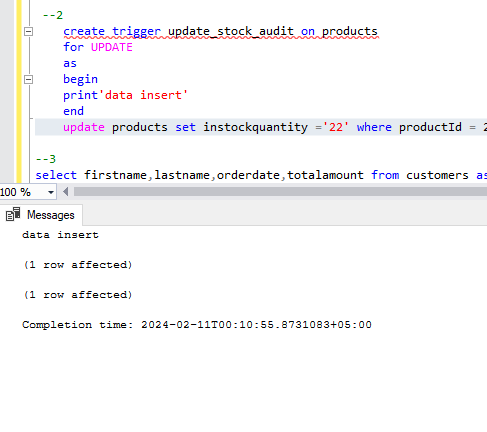 --2
create trigger update_stock_audit on products
for UPDATE
as
begin
print'data insert'
end
update products set instockquantity ='22' where productId = 2
--3
select firstname,lastname,orderdate,totalamount from customers as
100 %
Messages
data insert
(1 row affected)
(1 row affected)
Completion time: 2024-02-11T00:10:55.8731083+05:00